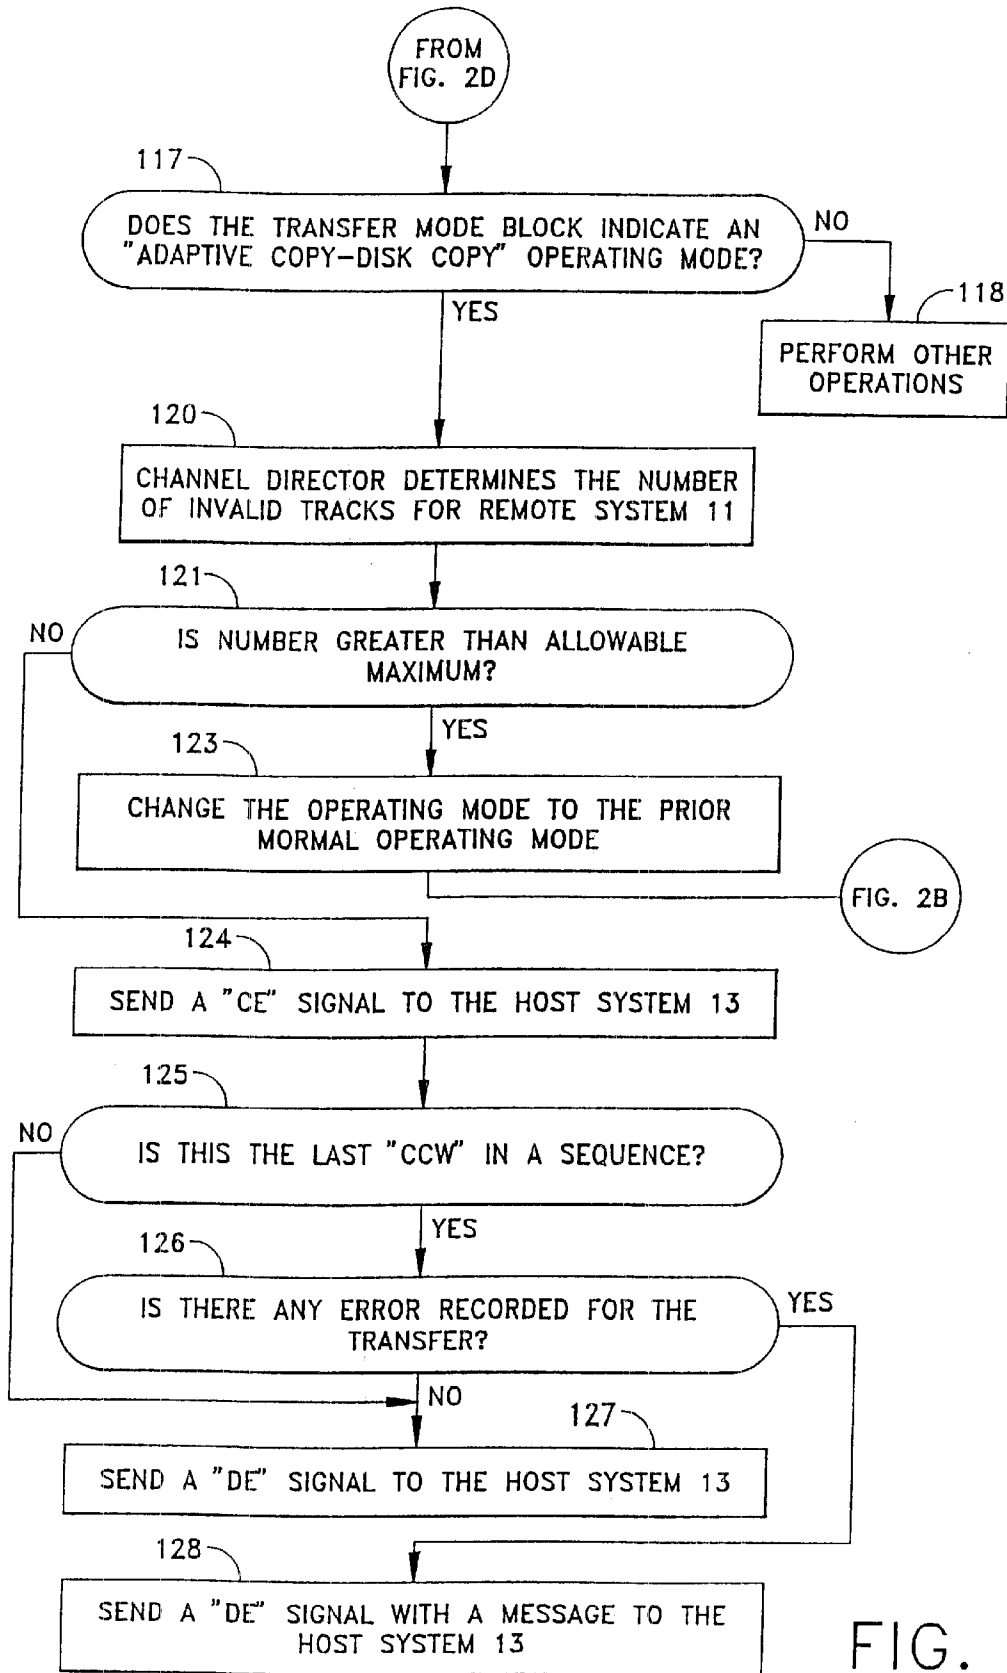 FROM
FIG. 2D
117
DOES THE TRANSFER MODE BLOCK INDICATE AN
"ADAPTIVE COPY-DISK COPY" OPERATING MODE?
NO
YES
118
PERFORM OTHER
OPERATIONS
120
CHANNEL DIRECTOR DETERMINES THE NUMBER
OF INVALID TRACKS FOR REMOTE SYSTEM 11
121
NO
IS NUMBER GREATER THAN ALLOWABLE
MAXIMUM?
YES
123
CHANGE THE OPERATING MODE TO THE PRIOR
MORMAL OPERATING MODE
FIG. 2B
124
SEND A "CE" SIGNAL TO THE HOST SYSTEM 13
125
NO
IS THIS THE LAST "CCW" IN A SEQUENCE?
YES
126
IS THERE ANY ERROR RECORDED FOR THE
TRANSFER?
YES
NO
127
SEND A "DE" SIGNAL TO THE HOST SYSTEM 13
128
SEND A "DE" SIGNAL WITH A MESSAGE TO THE
HOST SYSTEM 13
FIG.